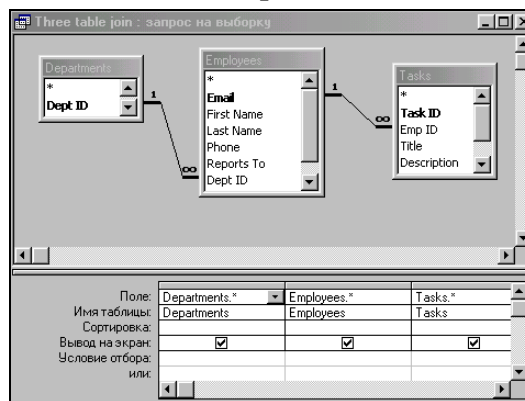 Three table join : запрос на выборку
Departments
*
Dept ID
1
∞
Employees
*
Email
First Name
Last Name
Phone
Reports To
Dept ID
1
∞
Tasks
*
Task ID
Emp ID
Title
Description
Поле: Departments.* Employees.* Tasks.*
Имя таблицы: Departments Employees Tasks
Сортировка:
Вывод на экран:
Условие отбора:
или: